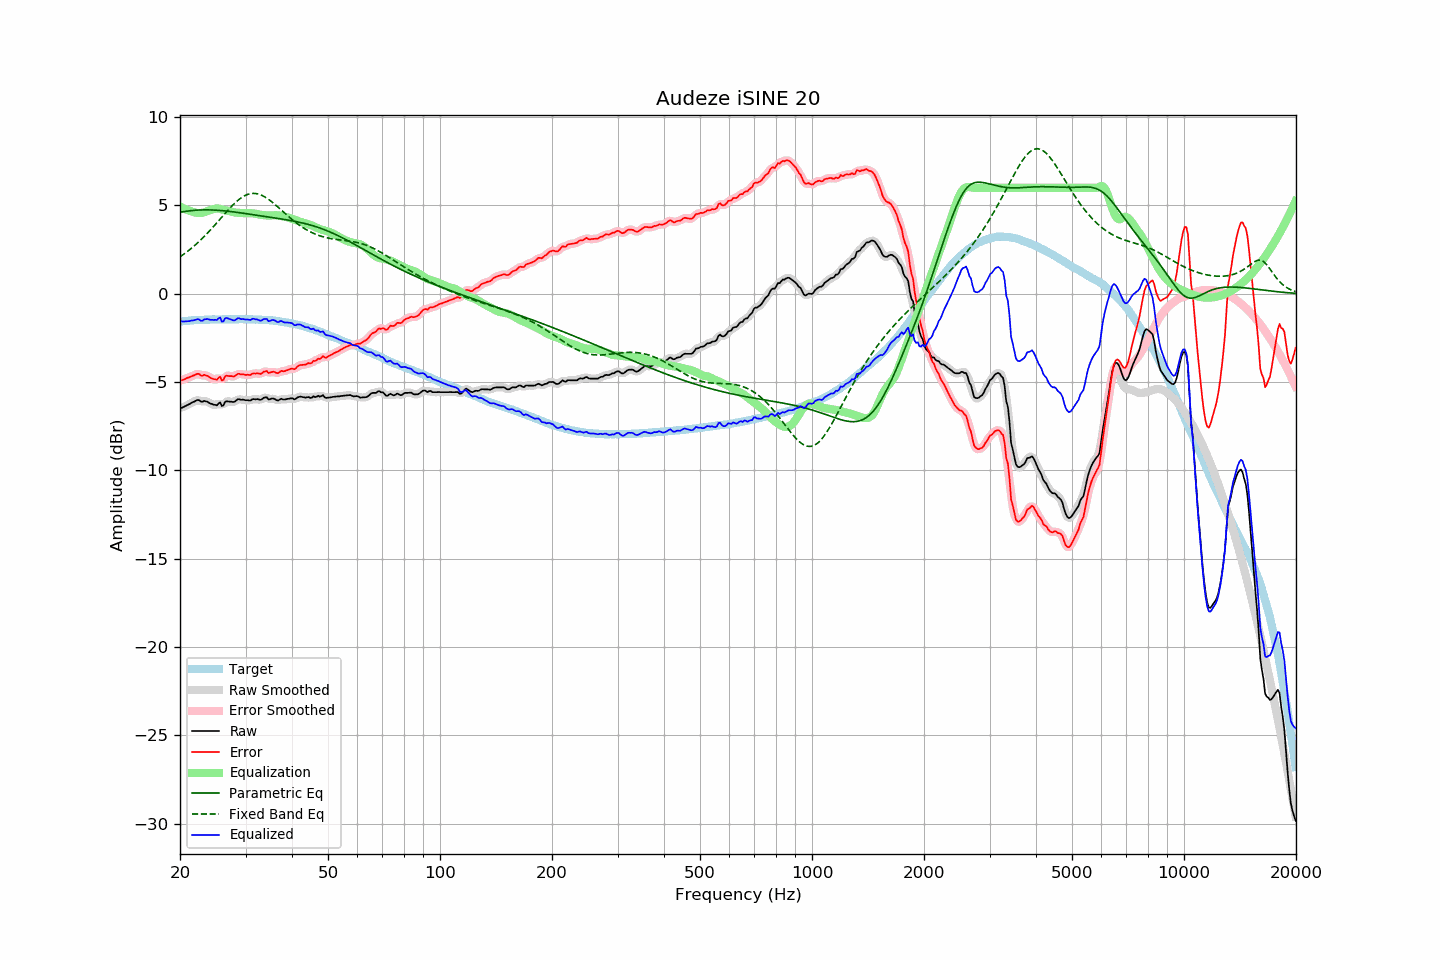 Audeze iSINE 20
Amplitude (dBr)
10
5
0
−5
−10
−15
−20
−25
−30
Target
Raw Smoothed
Error Smoothed
Raw
Error
Equalization
Parametric Eq
Fixed Band Eq
Equalized
20 50 100 200 500 1000 2000 5000 10000 20000
Frequency (Hz)